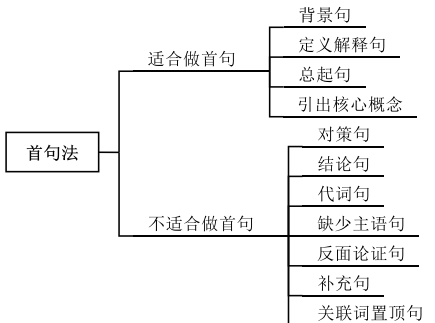 背景句
定义解释句
适合做首句
总起句
引出核心概念
首句法
对策句
结论句
代词句
不适合做首句
缺少主语句
反面论证句
补充句
关联词置顶句